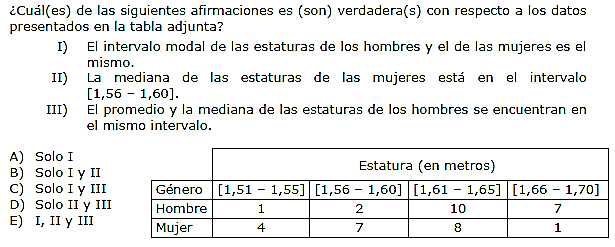 ¿Cuál(es) de las siguientes afirmaciones es (son) verdadera(s) con respecto a los datos
presentados en la tabla adjunta?
I) El intervalo modal de las estaturas de los hombres y el de las mujeres es el
mismo.
II) La mediana de las estaturas de las mujeres está en el intervalo
[1,56 – 1,60].
III) El promedio y la mediana de las estaturas de los hombres se encuentran en
el mismo intervalo.
A) Solo I
B) Solo I y II
C) Solo I y III
D) Solo II y III
E) I, II y III
Estatura (en metros)
Género [1,51 – 1,55] [1,56 – 1,60] [1,61 – 1,65] [1,66 – 1,70]
Hombre 1 2 10 7
Mujer 4 7 8 1